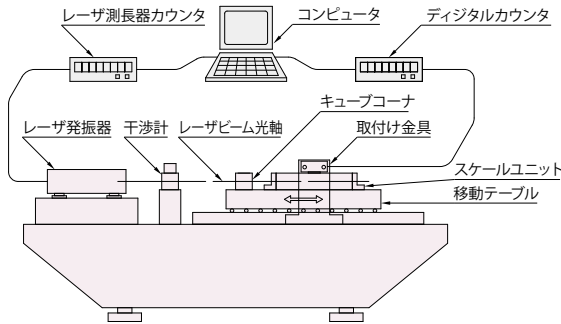 レーザ測長器カウンタ
コンピュータ
ディジタルカウンタ
キューブコーナ
レーザ発振器
干渉計
レーザビーム光軸
取付け金具
スケールユニット
移動テーブル